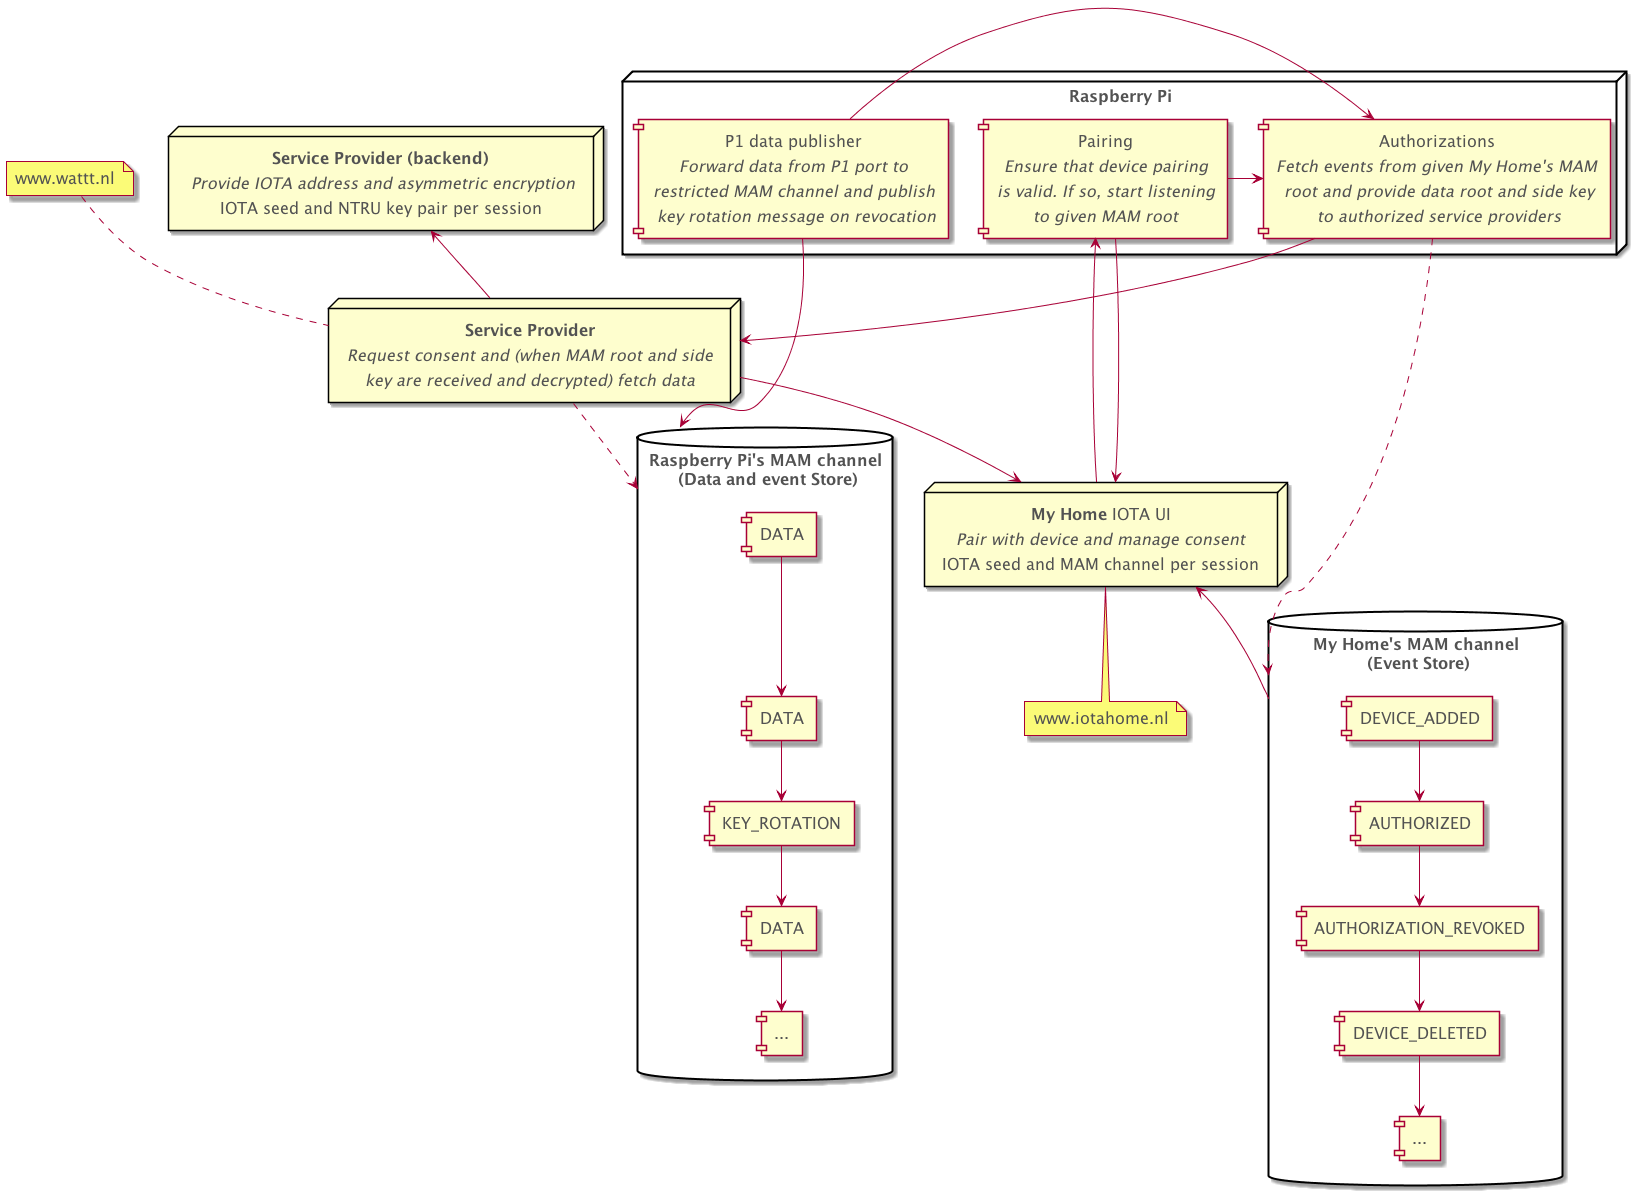 Raspberry Pi
P1 data publisher
Forward data from P1 port to
restricted MAM channel and publish
key rotation message on revocation
Pairing
Ensure that device pairing
is valid. If so, start listening
to given MAM root
Authorizations
Fetch events from given My Home's MAM
root and provide data root and side key
to authorized service providers
Service Provider (backend)
Provide IOTA address and asymmetric encryption
IOTA seed and NTRU key pair per session
www.wattt.nl
Service Provider
Request consent and (when MAM root and side
key are received and decrypted) fetch data
Raspberry Pi's MAM channel
(Data and event Store)
DATA
DATA
KEY_ROTATION
DATA
...
My Home IOTA UI
Pair with device and manage consent
IOTA seed and MAM channel per session
www.iotahome.nl
My Home's MAM channel
(Event Store)
DEVICE_ADDED
AUTHORIZED
AUTHORIZATION_REVOKED
DEVICE_DELETED
...